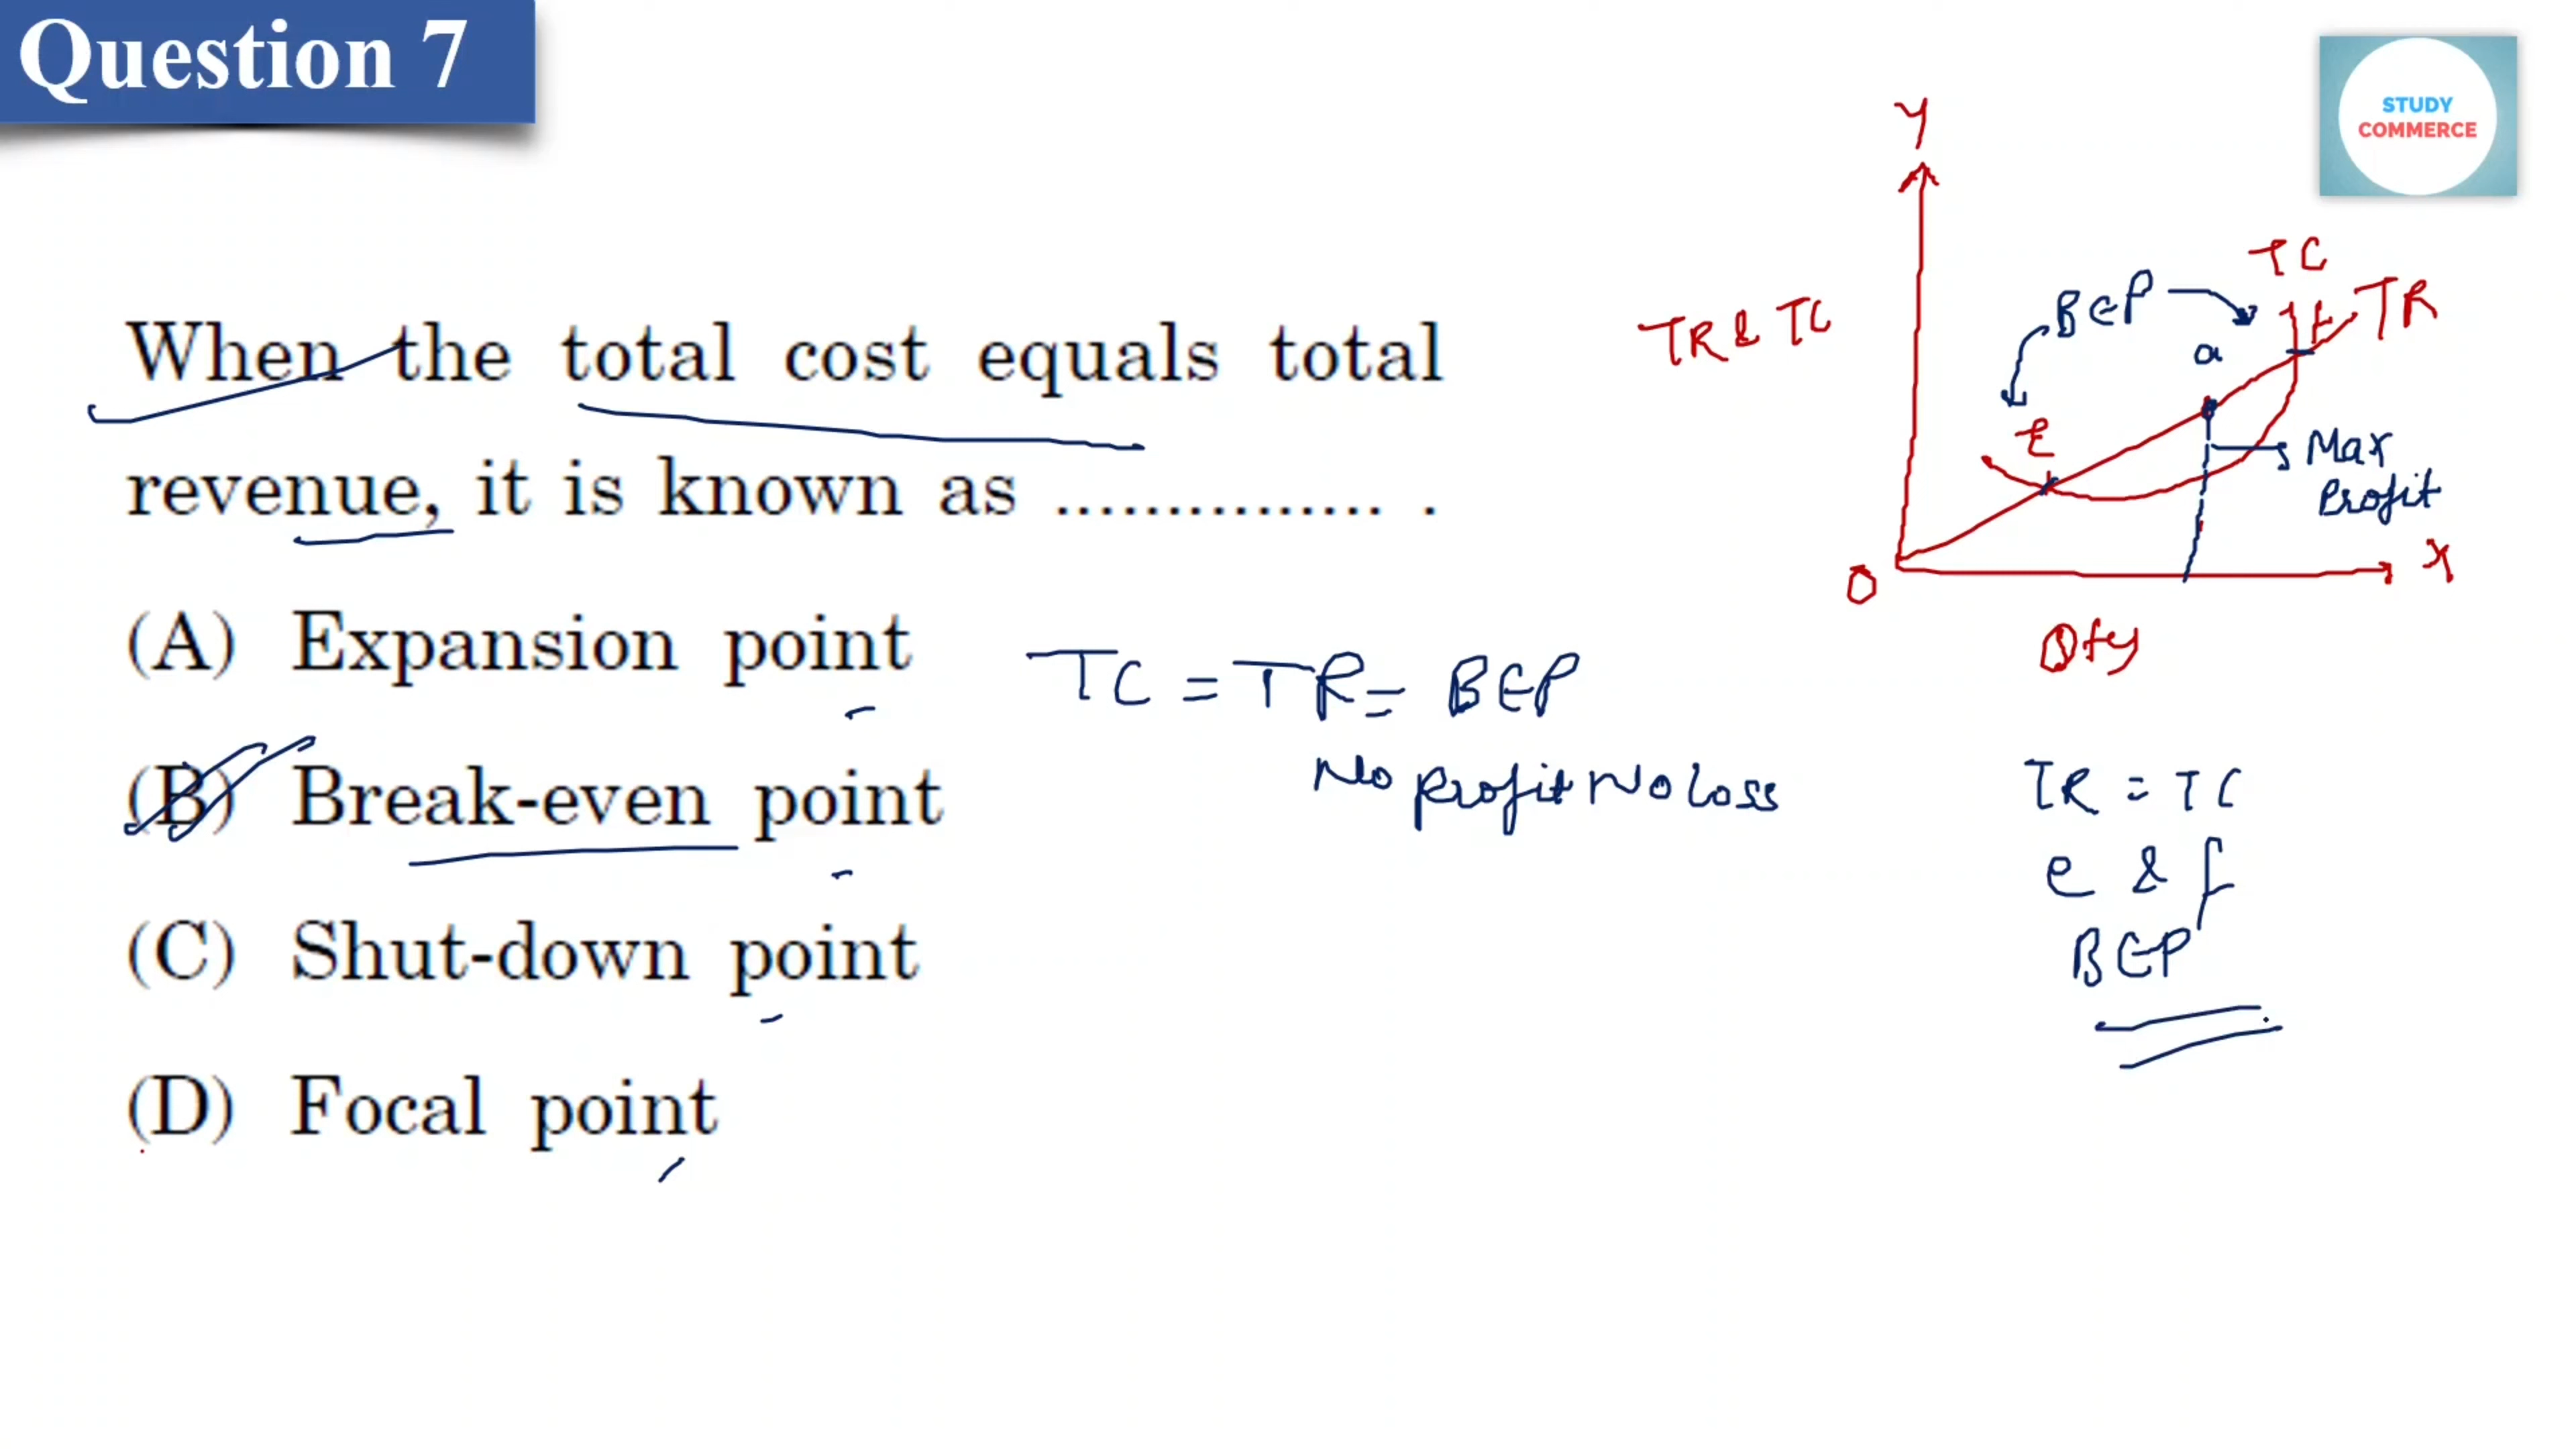 Question 7
STUDY
COMMERCE
When the total cost equals total
revenue, it is known as ............... .
(A) Expansion point
(B) Break-even point
(C) Shut-down point
(D) Focal point
TC = TR = BEP
No Profit No Loss
Y
TR & TC
BEP
TC
TR
a
f
e
Max
Profit
O
X
Qty
TR = TC
e & f
BEP